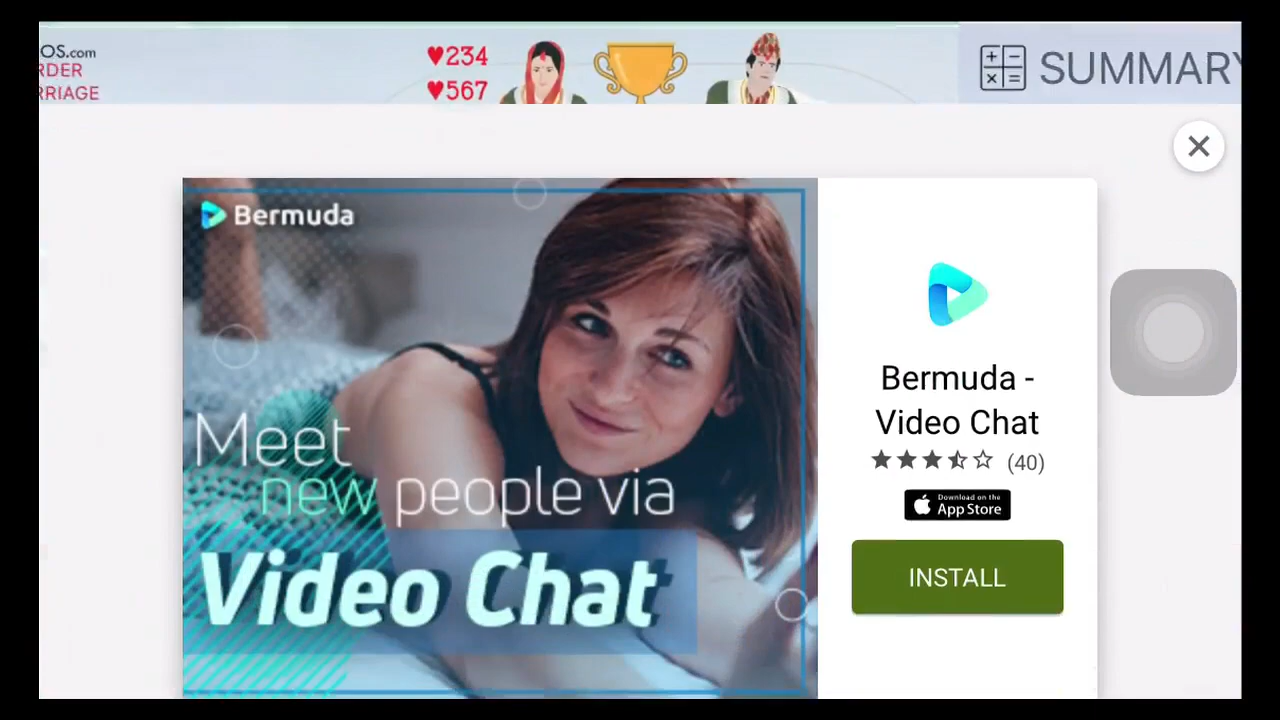 OS.com
RDER
RRIAGE
♥234
♥567
SUMMARY
Bermuda
Meet
new people via
Video Chat
Bermuda -
Video Chat
(40)
Download on the
App Store
INSTALL